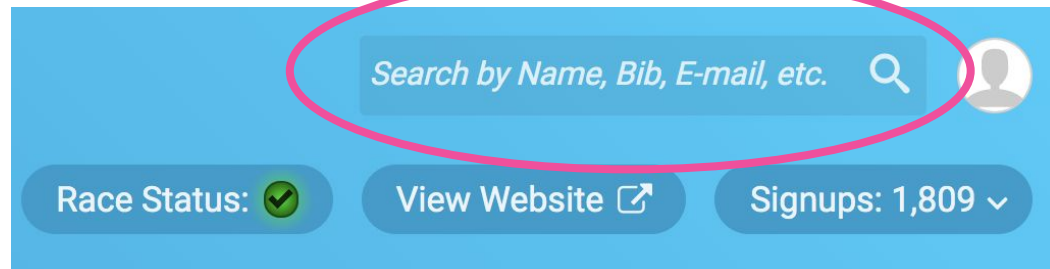 Search by Name, Bib, E-mail, etc.
Race Status:
View Website
Signups: 1,809